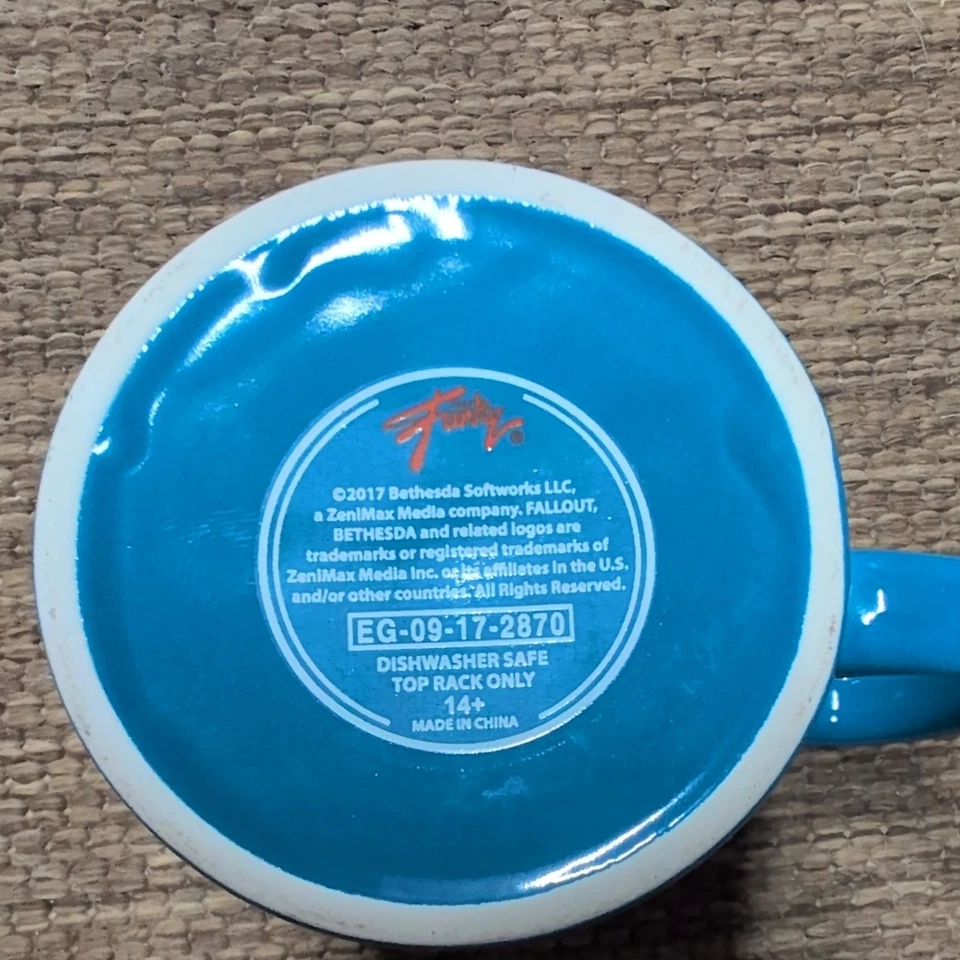 Funky®
©2017 Bethesda Softworks LLC,
a ZeniMax Media company. FALLOUT,
BETHESDA and related logos are
trademarks or registered trademarks of
ZeniMax Media Inc. or its affiliates in the U.S.
and/or other countries. All Rights Reserved.
EG-09-17-2870
DISHWASHER SAFE
TOP RACK ONLY
14+
MADE IN CHINA